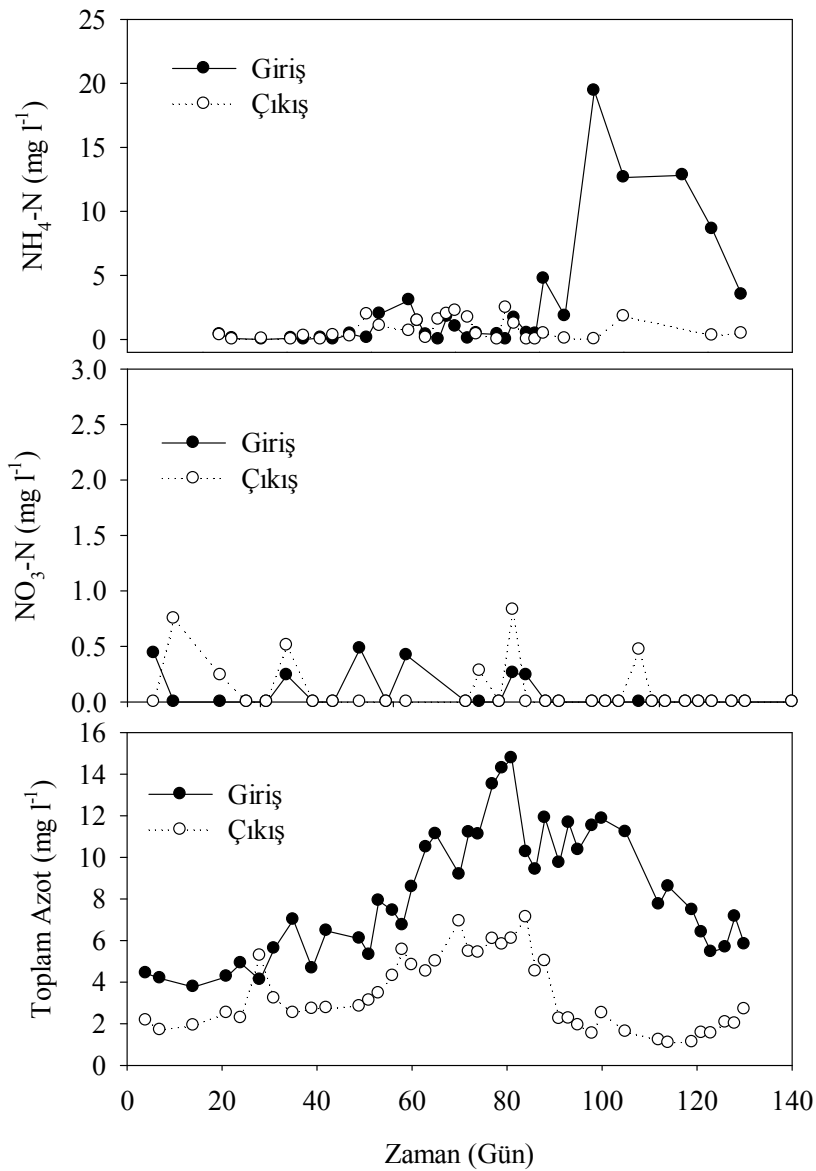 25
20
15
10
5
0
NH4-N (mg l-1)
Giriş
Çıkış
3.0
2.5
2.0
1.5
1.0
0.5
0.0
NO3-N (mg l-1)
Giriş
Çıkış
16
14
12
10
8
6
4
2
0
Toplam Azot (mg l-1)
Giriş
Çıkış
0 20 40 60 80 100 120 140
Zaman (Gün)